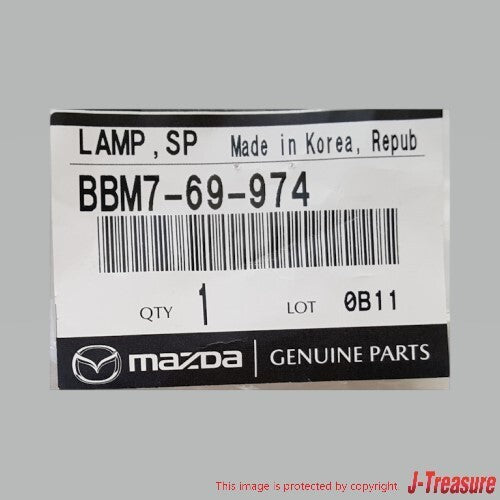 LAMP,SP Made in Korea, Repub
BBM7-69-974
QTY 1 LOT 0B11
mazda GENUINE PARTS
This image is protected by copyright.
J-Treasure